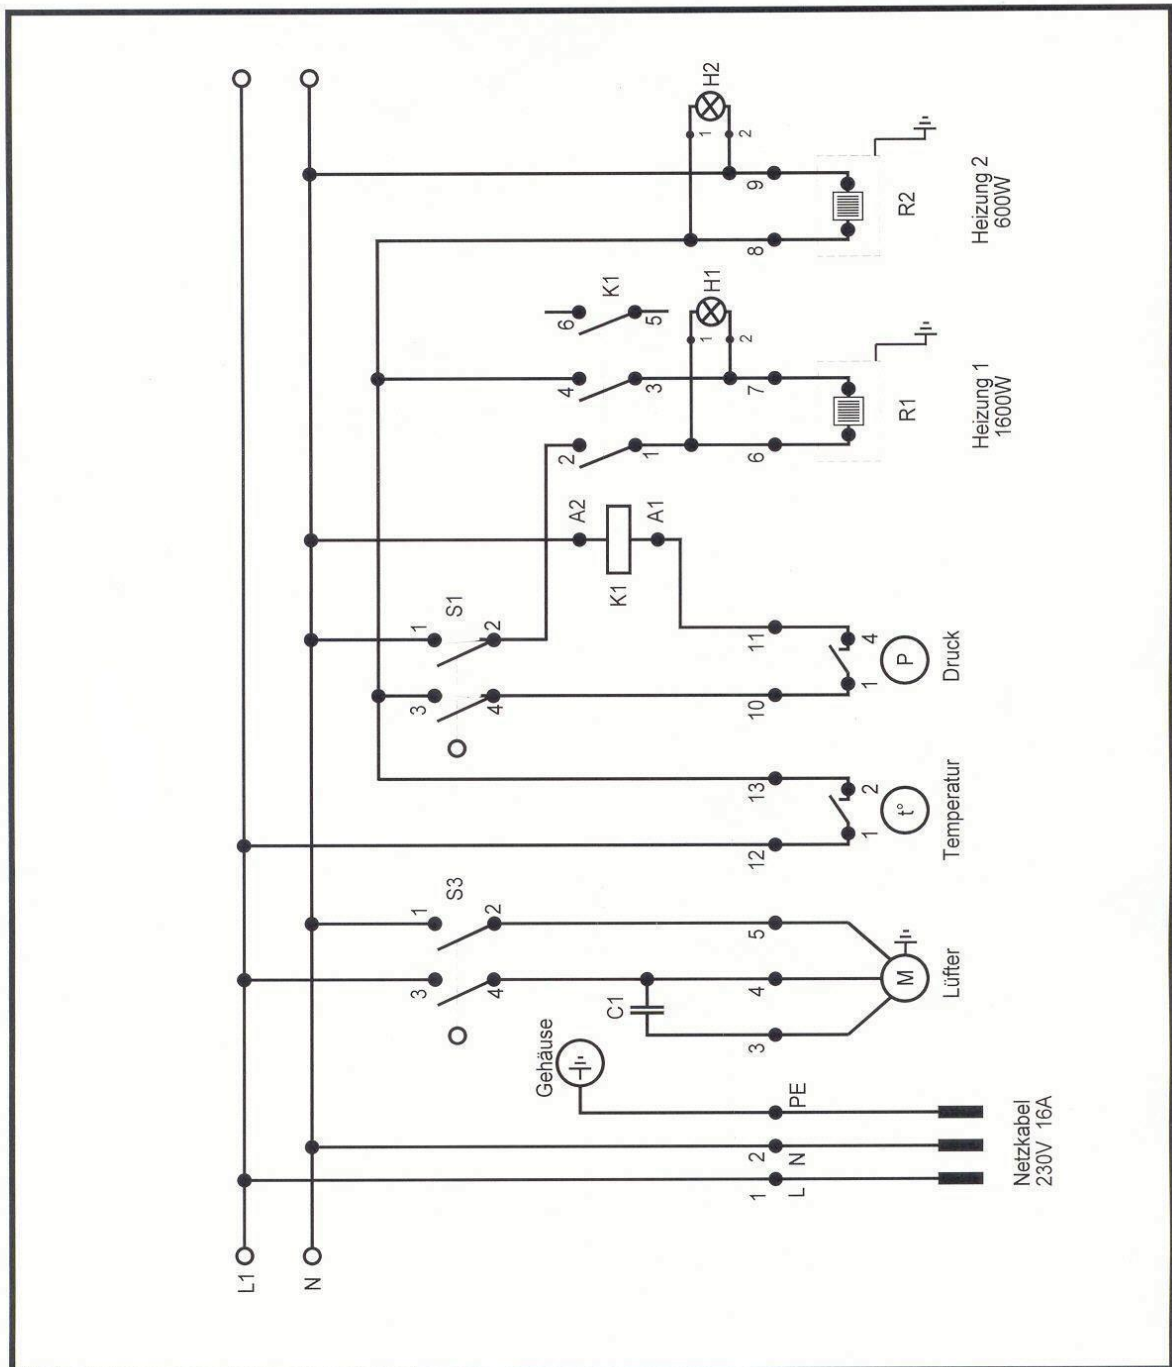 L1
N
3 1 3 1
S3 S1
4 2 4 2
Gehäuse
A2 2 4 6
C1 K1 K1
A1 1 3 5
1 H1 1 H2
2 2
1 2 3 4 5 12 13 10 11 6 7 8 9
L N PE
1 2 1 4
M t° P R1 R2
Lüfter Temperatur Druck
Heizung 1
1600W
Heizung 2
600W
Netzkabel
230V 16A